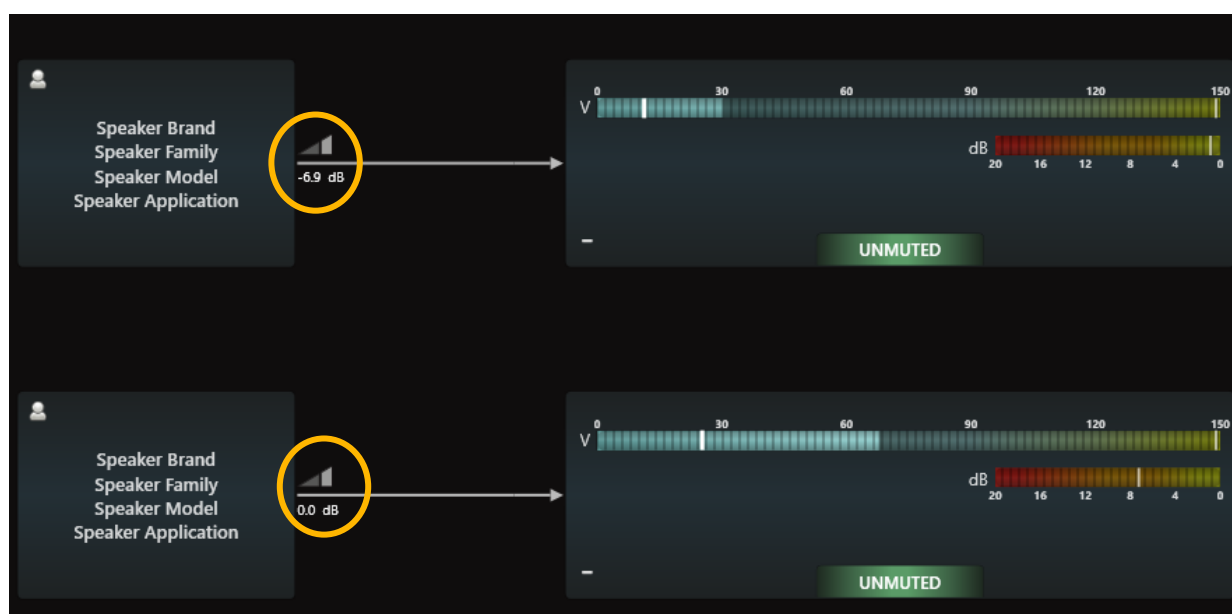 Speaker Brand
Speaker Family
Speaker Model
Speaker Application
-6.9 dB
0 30 60 90 120 150
V
dB
20 16 12 8 4 0
-
UNMUTED
Speaker Brand
Speaker Family
Speaker Model
Speaker Application
0.0 dB
0 30 60 90 120 150
V
dB
20 16 12 8 4 0
-
UNMUTED